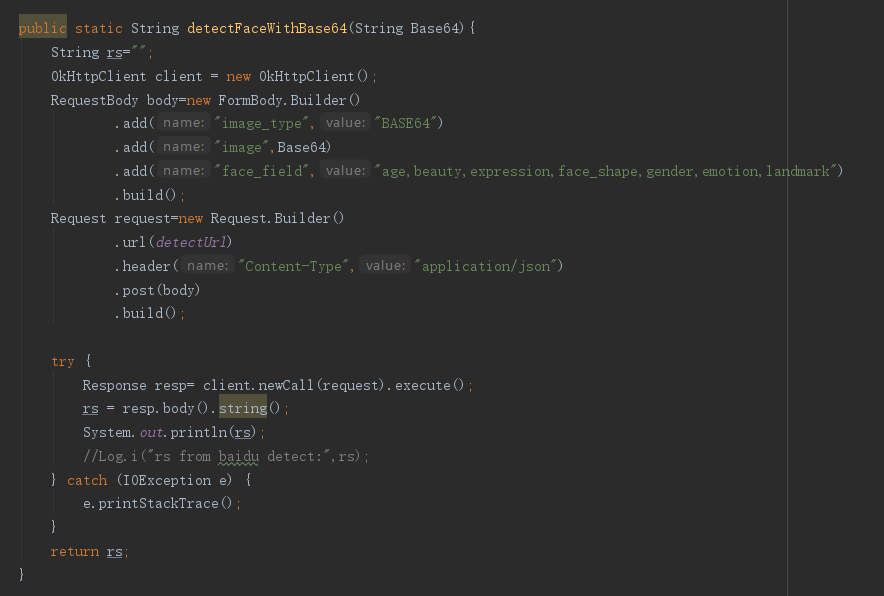 public static String detectFaceWithBase64(String Base64){
String rs="";
OkHttpClient client = new OkHttpClient();
RequestBody body=new FormBody.Builder()
.add( name: "image_type", value: "BASE64")
.add( name: "image",Base64)
.add( name: "face_field", value: "age,beauty,expression,face_shape,gender,emotion,landmark")
.build();
Request request=new Request.Builder()
.url(detectUrl)
.header( name: "Content-Type", value: "application/json")
.post(body)
.build();
try {
Response resp= client.newCall(request).execute();
rs = resp.body().string();
System.out.println(rs);
//Log.i("rs from baidu detect:",rs);
} catch (IOException e) {
e.printStackTrace();
}
return rs;
}